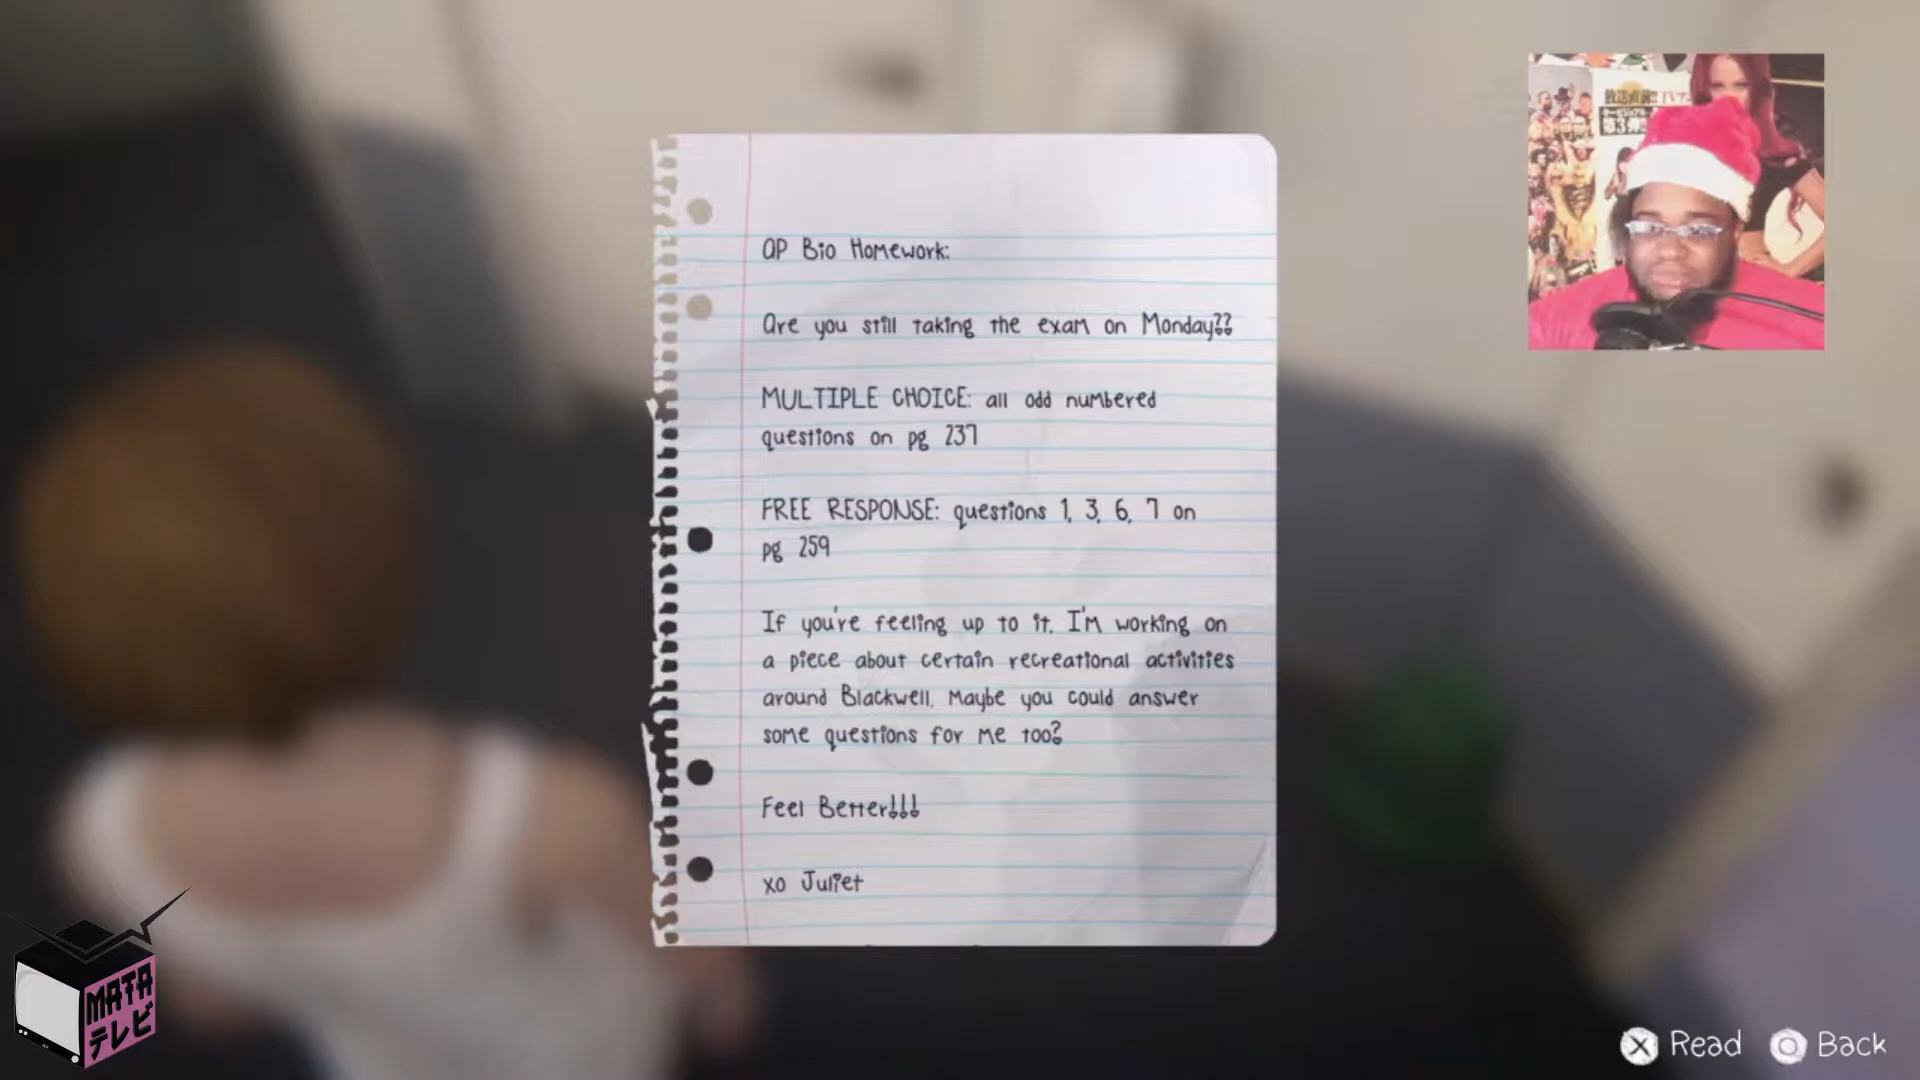 AP Bio Homework:
Are you still taking the exam on Monday??
MULTIPLE CHOICE: all odd numbered
questions on pg 237
FREE RESPONSE: questions 1, 3, 6, 7 on
pg 259
If you're feeling up to it, I'm working on
a piece about certain recreational activities
around Blackwell. Maybe you could answer
some questions for me too?
Feel Better!!!
xo Juliet
MATA
テレビ
Read
Back